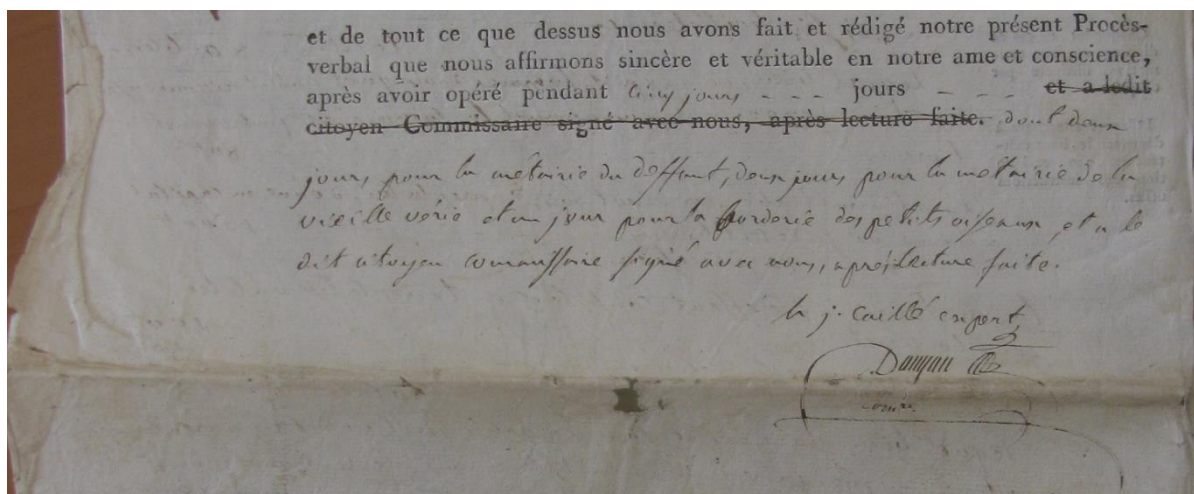 et de tout ce que dessus nous avons fait et rédigé notre présent Procès-
verbal que nous affirmons sincère et véritable en notre ame et conscience,
après avoir opéré pendant cinq jours - - - jours - - - et a ledit
citoyen Commissaire signé avec nous, après lecture faite. dont deux
jours pour la métairie du deffant, deux jours pour la métairie de la
vieille vérie et un jour pour la borderie des petits oiseaux, et a le
dit citoyen commissaire signé avec nous, après lecture faite.
j. caillé expert
Comre.